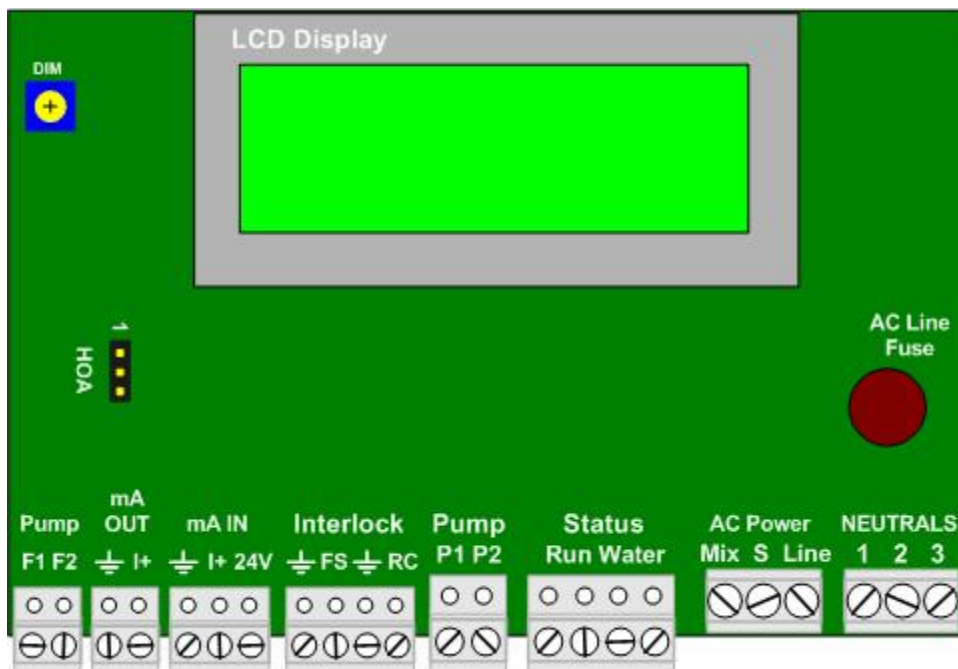 LCD Display
DIM
1
HOA
AC Line
Fuse
mA
Pump OUT mA IN Interlock Pump Status AC Power NEUTRALS
F1 F2 ⏚ I+ ⏚ I+ 24V ⏚ FS ⏚ RC P1 P2 Run Water Mix S Line 1 2 3